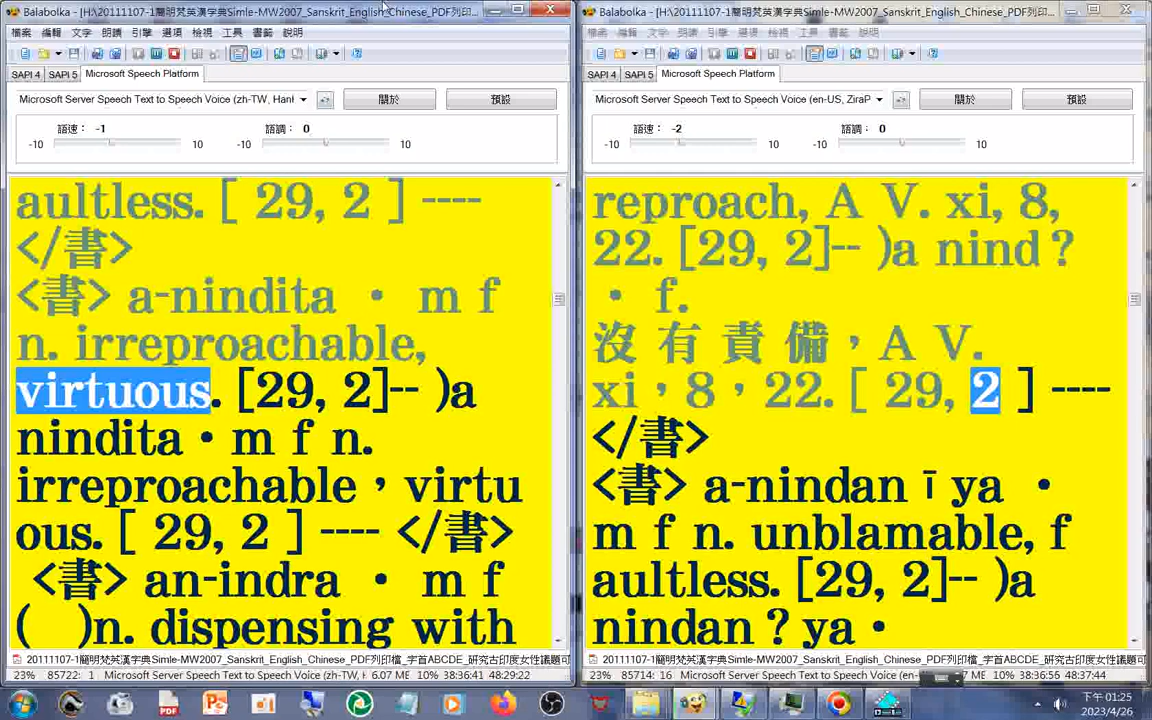 Balabolka - [H:\20111107-1簡明梵英漢字典Simle-MW2007_Sanskrit_English_Chinese_PDF列印...
檔案 編輯 文字 朗讀 引擎 選項 檢視 工具 書籤 說明
SAPI 4 SAPI 5 Microsoft Speech Platform
Microsoft Server Speech Text to Speech Voice (zh-TW, Hanl
關於 預設
語速： -1 語調： 0
-10 10 -10 10
aultless. [ 29, 2 ] ----
</書>
<書> a-nindita • m f
n. irreproachable,
virtuous. [29, 2]-- )a
nindita • m f n.
irreproachable，virtu
ous. [ 29, 2 ] ---- </書>
<書> an-indra • m f
( )n. dispensing with
20111107-1簡明梵英漢字典Simle-MW2007_Sanskrit_English_Chinese_PDF列印檔_字首ABCDE_研究古印度女性議題可
23% 85722: 1 Microsoft Server Speech Text to Speech Voice (zh-TW, H 6.07 ME 10% 38:36:41 48:29:22
Balabolka - [H:\20111107-1簡明梵英漢字典Simle-MW2007_Sanskrit_English_Chinese_PDF列印...
檔案 編輯 文字 朗讀 引擎 選項 檢視 工具 書籤 說明
SAPI 4 SAPI 5 Microsoft Speech Platform
Microsoft Server Speech Text to Speech Voice (en-US, ZiraP
關於 預設
語速： -2 語調： 0
-10 10 -10 10
reproach, A V. xi, 8,
22. [29, 2]-- )a nind？
• f.
沒 有 責 備，A V.
xi，8，22. [ 29, 2 ] ----
</書>
<書> a-nindan ī ya •
m f n. unblamable, f
aultless. [29, 2]-- )a
nindan？ya •
20111107-1簡明梵英漢字典Simle-MW2007_Sanskrit_English_Chinese_PDF列印檔_字首ABCDE_研究古印度女性議題可
23% 85714: 16 Microsoft Server Speech Text to Speech Voice ME 10% 38:36:55 48:37:44
下午 01:25
2023/4/26